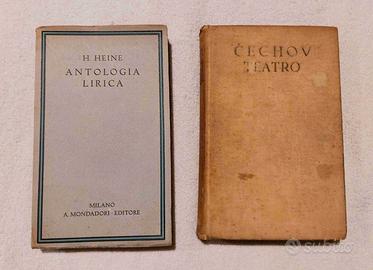 H. HEINE
ANTOLOGIA
LIRICA
MILANO
A. MONDADORI - EDITORE
ČECHOV
TEATRO
subito